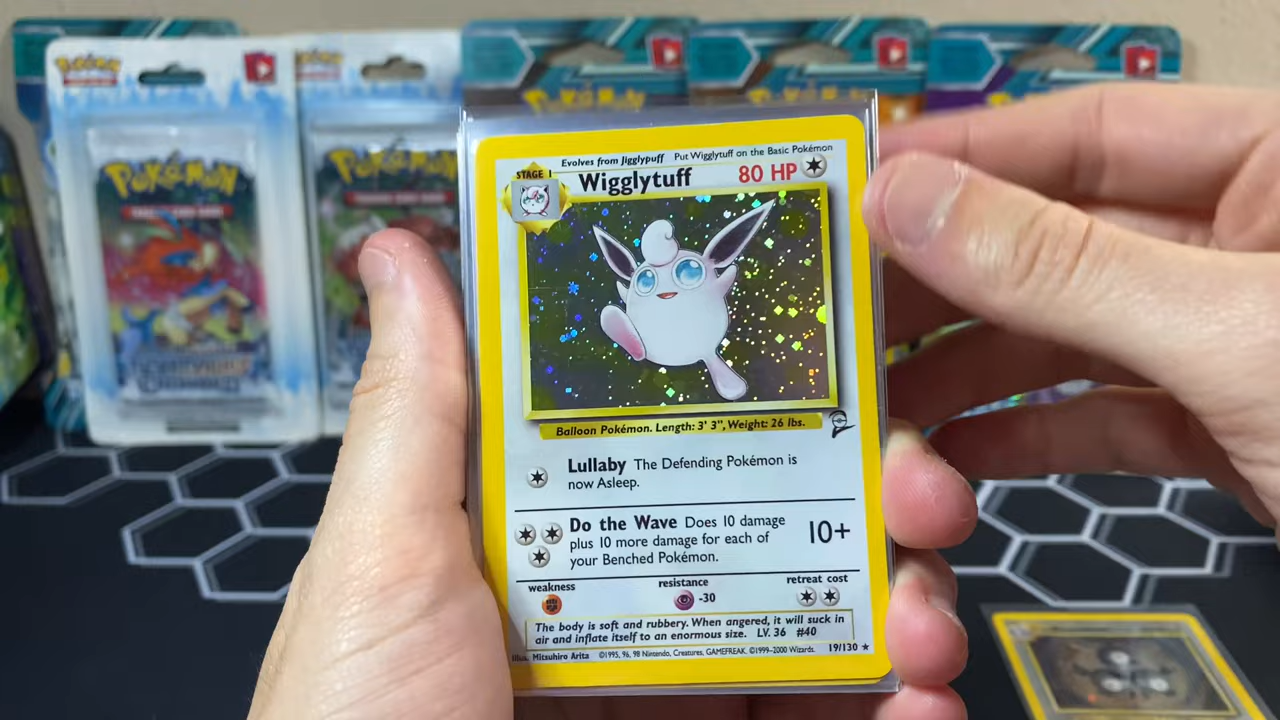 Pokémon
Pokémon
Pokémon
Pokémon
Evolves from Jigglypuff Put Wigglytuff on the Basic Pokémon
STAGE 1
Wigglytuff 80 HP
Balloon Pokémon. Length: 3' 3", Weight: 26 lbs.
Lullaby The Defending Pokémon is
now Asleep.
Do the Wave Does 10 damage
plus 10 more damage for each of
your Benched Pokémon.
10+
weakness resistance retreat cost
-30
The body is soft and rubbery. When angered, it will suck in
air and inflate itself to an enormous size. LV. 36 #40
Illus. Mitsuhiro Arita ©1995, 96, 98 Nintendo, Creatures, GAMEFREAK. ©1999-2000 Wizards. 19/130 ★